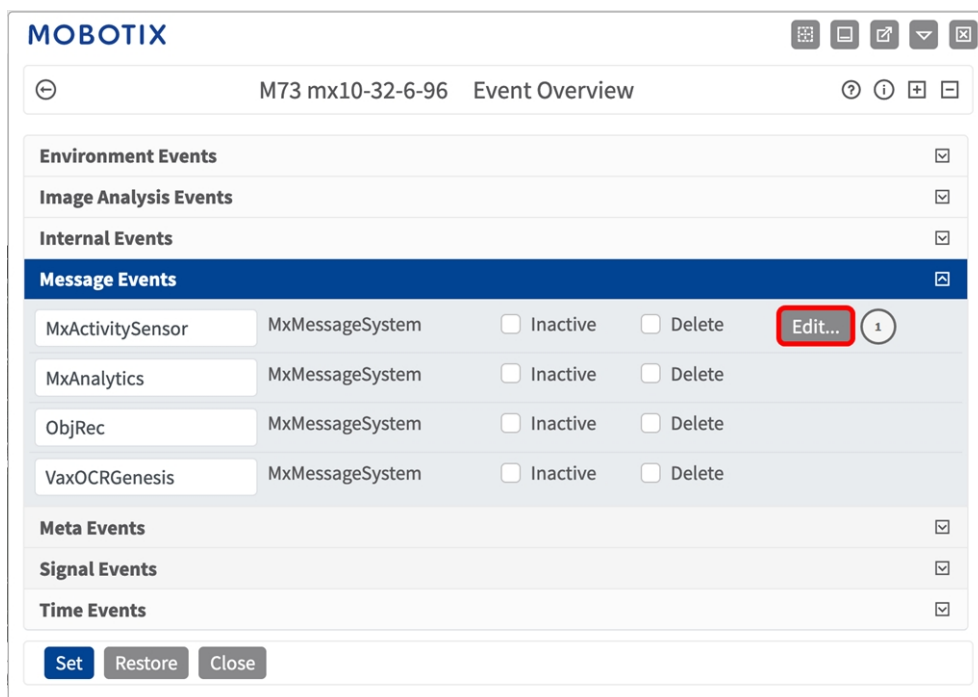 MOBOTIX
M73 mx10-32-6-96 Event Overview
Environment Events
Image Analysis Events
Internal Events
Message Events
MxActivitySensor MxMessageSystem Inactive Delete Edit... 1
MxAnalytics MxMessageSystem Inactive Delete
ObjRec MxMessageSystem Inactive Delete
VaxOCRGenesis MxMessageSystem Inactive Delete
Meta Events
Signal Events
Time Events
Set Restore Close